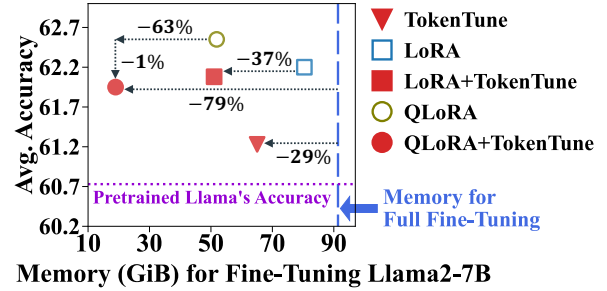 Avg. Accuracy
62.7
62.2
61.7
61.2
60.7
60.2
−63%
−1%
−37%
−79%
−29%
Pretrained Llama's Accuracy
10
30
50
70
90
Memory (GiB) for Fine-Tuning Llama2-7B
TokenTune
LoRA
LoRA+TokenTune
QLoRA
QLoRA+TokenTune
Memory for
Full Fine-Tuning